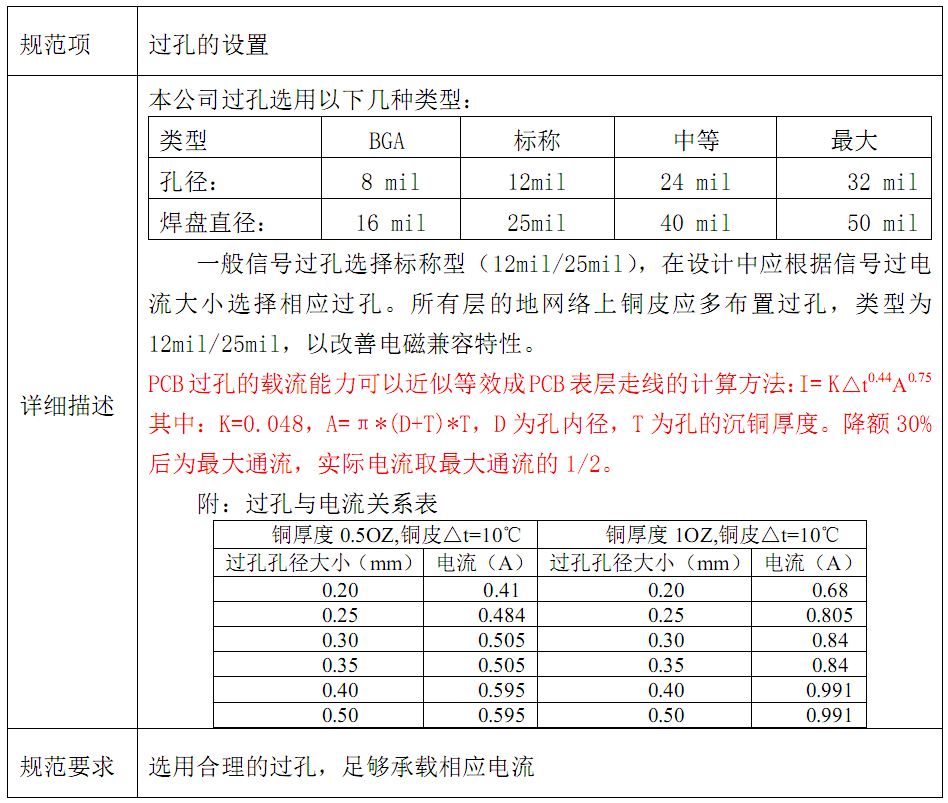 规范项 过孔的设置
详细描述
本公司过孔选用以下几种类型:
类型 BGA 标称 中等 最大
孔径: 8 mil 12mil 24 mil 32 mil
焊盘直径: 16 mil 25mil 40 mil 50 mil
一般信号过孔选择标称型（12mil/25mil），在设计中应根据信号过电
流大小选择相应过孔。所有层的地网络上铜皮应多布置过孔，类型为
12mil/25mil，以改善电磁兼容特性。
PCB过孔的载流能力可以近似等效成PCB表层走线的计算方法：I= K△t^0.44A^0.75
其中：K=0.048，A=π*(D+T)*T，D为孔内径，T为孔的沉铜厚度。降额30%
后为最大通流，实际电流取最大通流的1/2。
附：过孔与电流关系表
铜厚度 0.5OZ,铜皮△t=10℃ 铜厚度 1OZ,铜皮△t=10℃
过孔孔径大小（mm） 电流（A） 过孔孔径大小（mm） 电流（A）
0.20 0.41 0.20 0.68
0.25 0.484 0.25 0.805
0.30 0.505 0.30 0.84
0.35 0.505 0.35 0.84
0.40 0.595 0.40 0.991
0.50 0.595 0.50 0.991
规范要求 选用合理的过孔，足够承载相应电流